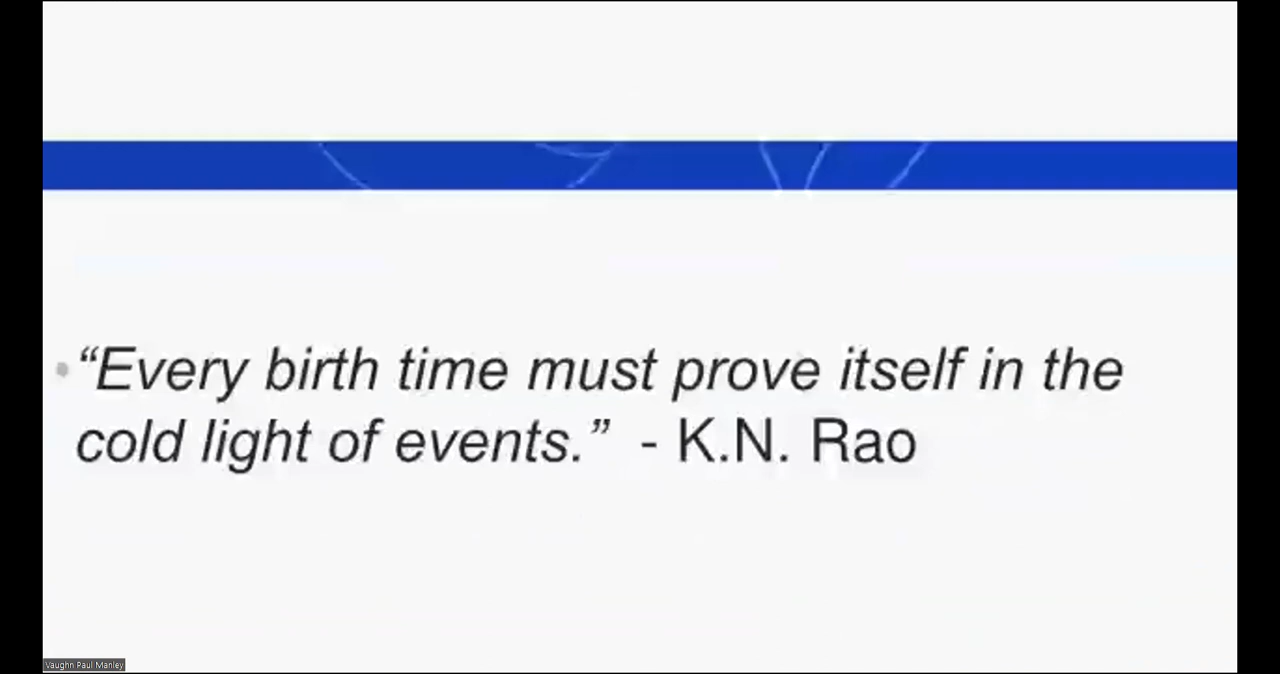 • “Every birth time must prove itself in the
cold light of events.” - K.N. Rao
Vaughn Paul Manley